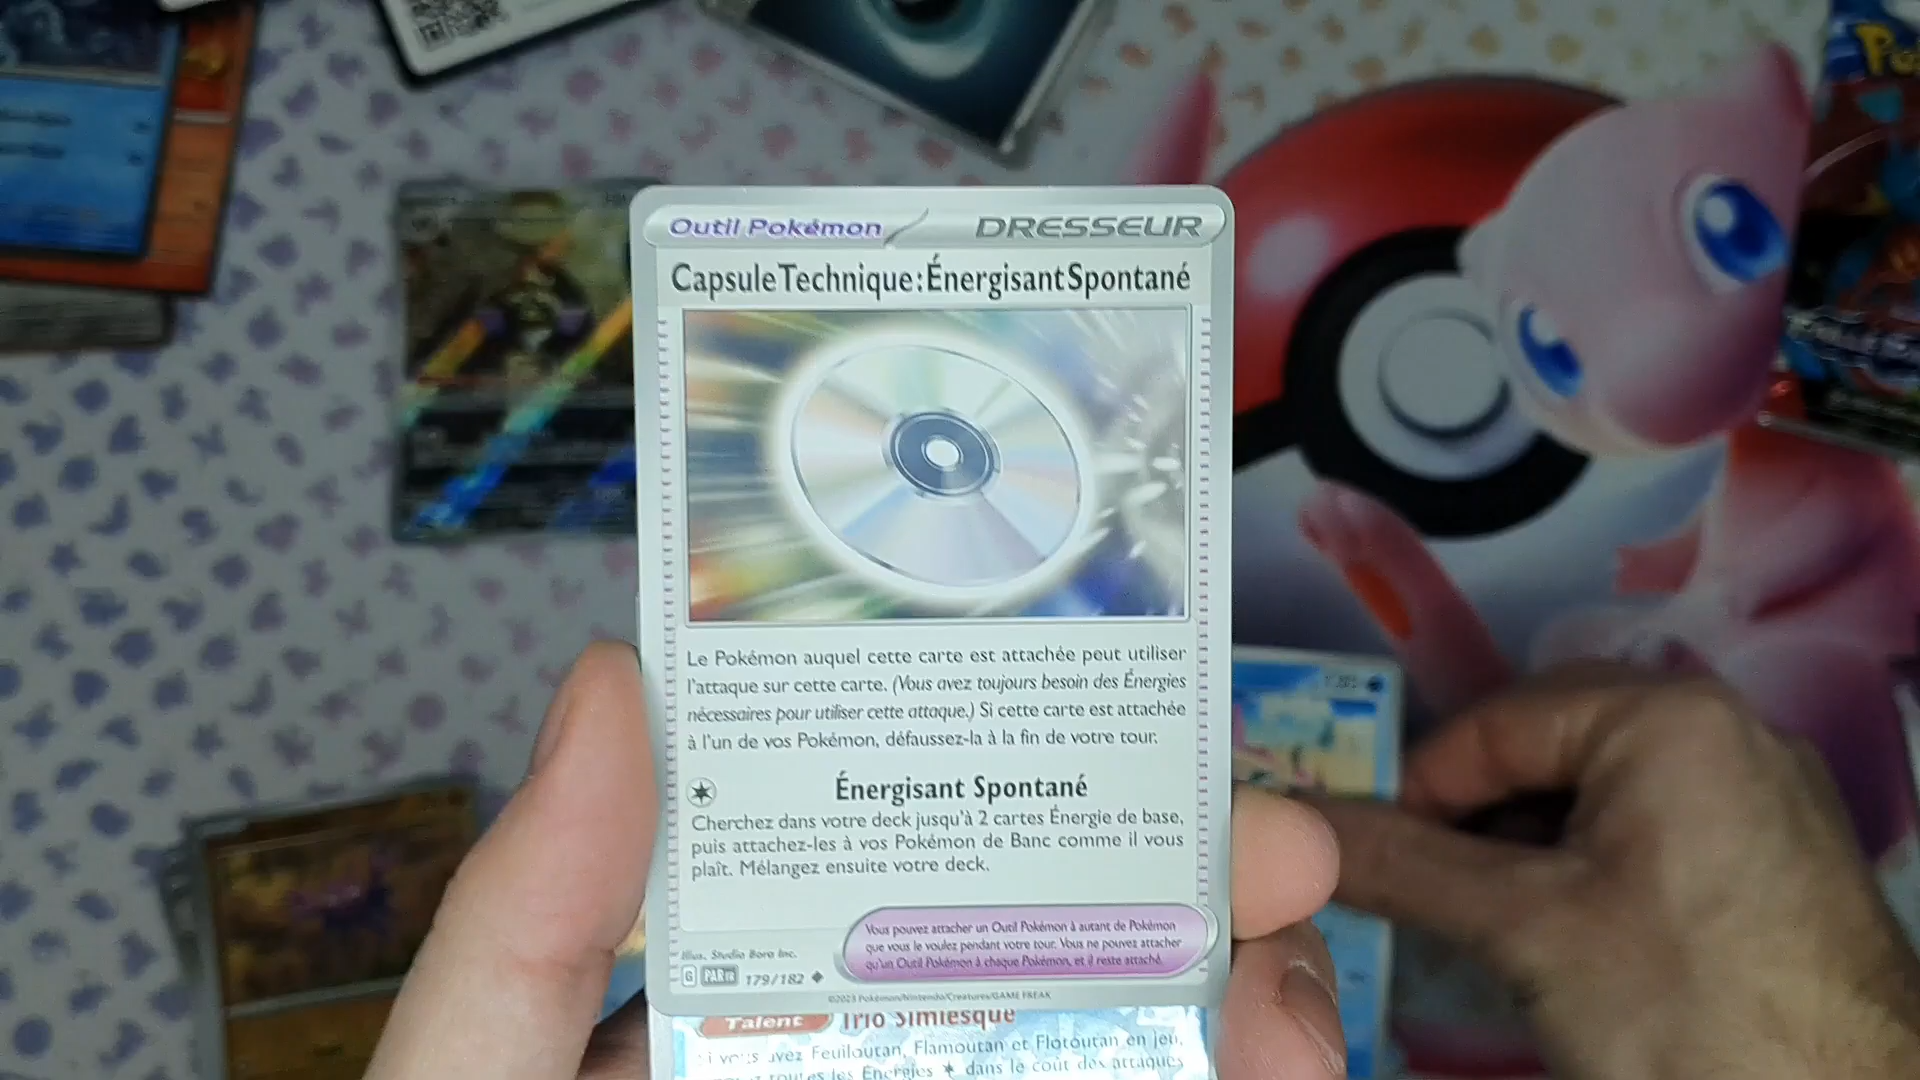 Outil Pokémon
DRESSEUR
Capsule Technique : Énergisant Spontané
Le Pokémon auquel cette carte est attachée peut utiliser
l'attaque sur cette carte. (Vous avez toujours besoin des Énergies
nécessaires pour utiliser cette attaque.) Si cette carte est attachée
à l'un de vos Pokémon, défaussez-la à la fin de votre tour.
Énergisant Spontané
Cherchez dans votre deck jusqu'à 2 cartes Énergie de base,
puis attachez-les à vos Pokémon de Banc comme il vous
plaît. Mélangez ensuite votre deck.
Vous pouvez attacher un Outil Pokémon à autant de Pokémon
que vous le voulez pendant votre tour. Vous ne pouvez attacher
qu'un Outil Pokémon à chaque Pokémon, et il reste attaché.
Illus. Studio Bora Inc.
G PAR FR 179/182
©2023 Pokémon/Nintendo/Creatures/GAME FREAK
Talent Trio Simiesque
avez Feuiloutan, Flamoutan et Flotoutan en jeu,
toutes les Énergies dans le coût des attaques